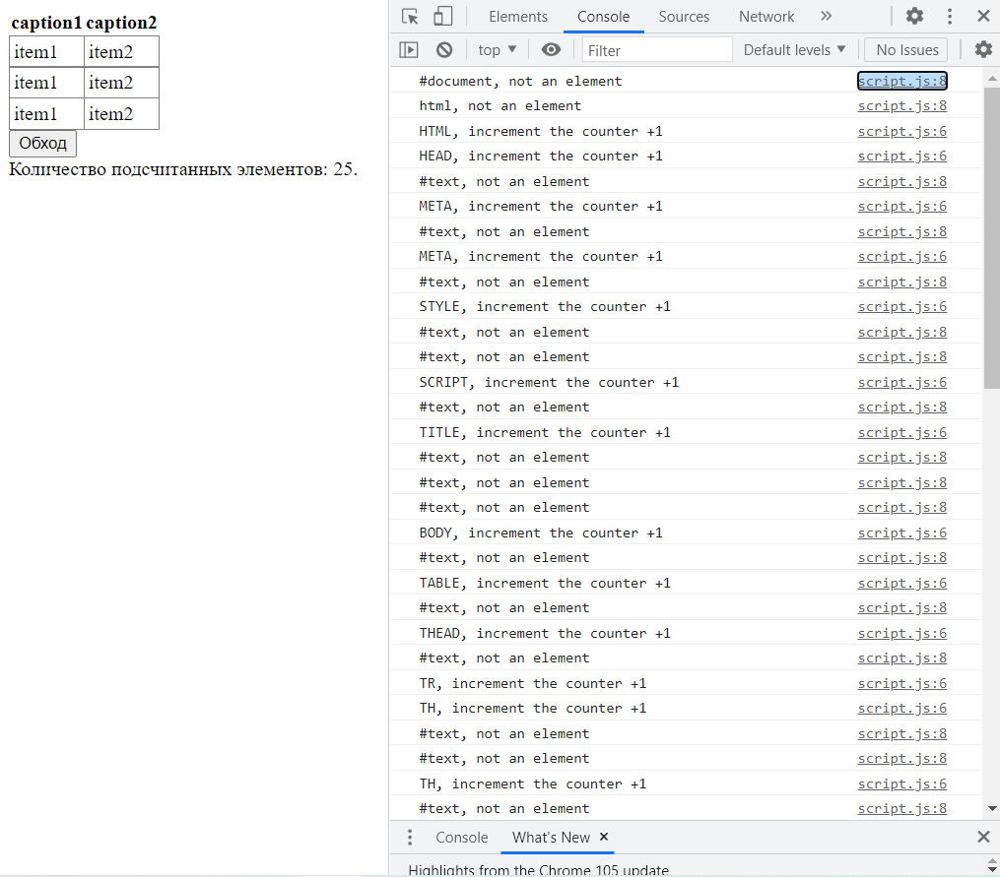 caption1 caption2
item1 item2
item1 item2
item1 item2
Обход
Количество подсчитанных элементов: 25.
Elements Console Sources Network »
top ▼ Filter Default levels ▼ No Issues
#document, not an element script.js:8
html, not an element script.js:8
HTML, increment the counter +1 script.js:6
HEAD, increment the counter +1 script.js:6
#text, not an element script.js:8
META, increment the counter +1 script.js:6
#text, not an element script.js:8
META, increment the counter +1 script.js:6
#text, not an element script.js:8
STYLE, increment the counter +1 script.js:6
#text, not an element script.js:8
#text, not an element script.js:8
SCRIPT, increment the counter +1 script.js:6
#text, not an element script.js:8
TITLE, increment the counter +1 script.js:6
#text, not an element script.js:8
#text, not an element script.js:8
#text, not an element script.js:8
BODY, increment the counter +1 script.js:6
#text, not an element script.js:8
TABLE, increment the counter +1 script.js:6
#text, not an element script.js:8
THEAD, increment the counter +1 script.js:6
#text, not an element script.js:8
TR, increment the counter +1 script.js:6
TH, increment the counter +1 script.js:6
#text, not an element script.js:8
#text, not an element script.js:8
TH, increment the counter +1 script.js:6
#text, not an element script.js:8
Console What's New ×
Highlights from the Chrome 105 update